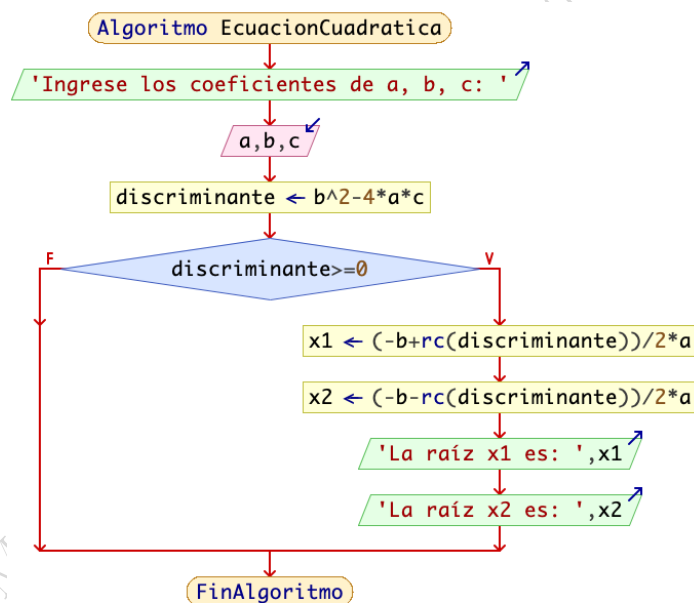 Algoritmo EcuacionCuadratica
'Ingrese los coeficientes de a, b, c: '
a,b,c
discriminante ← b^2-4*a*c
F
V
discriminante>=0
x1 ← (-b+rc(discriminante))/2*a
x2 ← (-b-rc(discriminante))/2*a
'La raíz x1 es: ',x1
'La raíz x2 es: ',x2
FinAlgoritmo